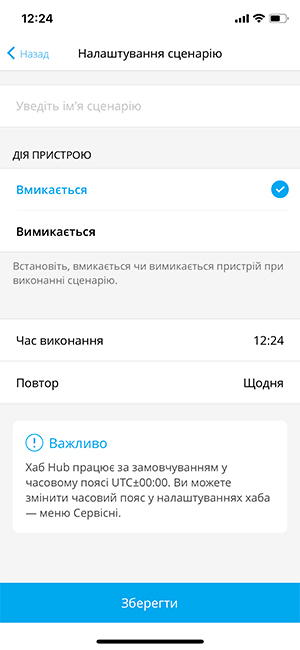 12:24
Назад Налаштування сценарію
Уведіть ім'я сценарію
ДІЯ ПРИСТРОЮ
Вмикається
Вимикається
Встановіть, вмикається чи вимикається пристрій при
виконанні сценарію.
Час виконання 12:24
Повтор Щодня
Важливо
Хаб Hub працює за замовчуванням у
часовому поясі UTC±00:00. Ви можете
змінити часовий пояс у налаштуваннях хаба
— меню Сервісні.
Зберегти